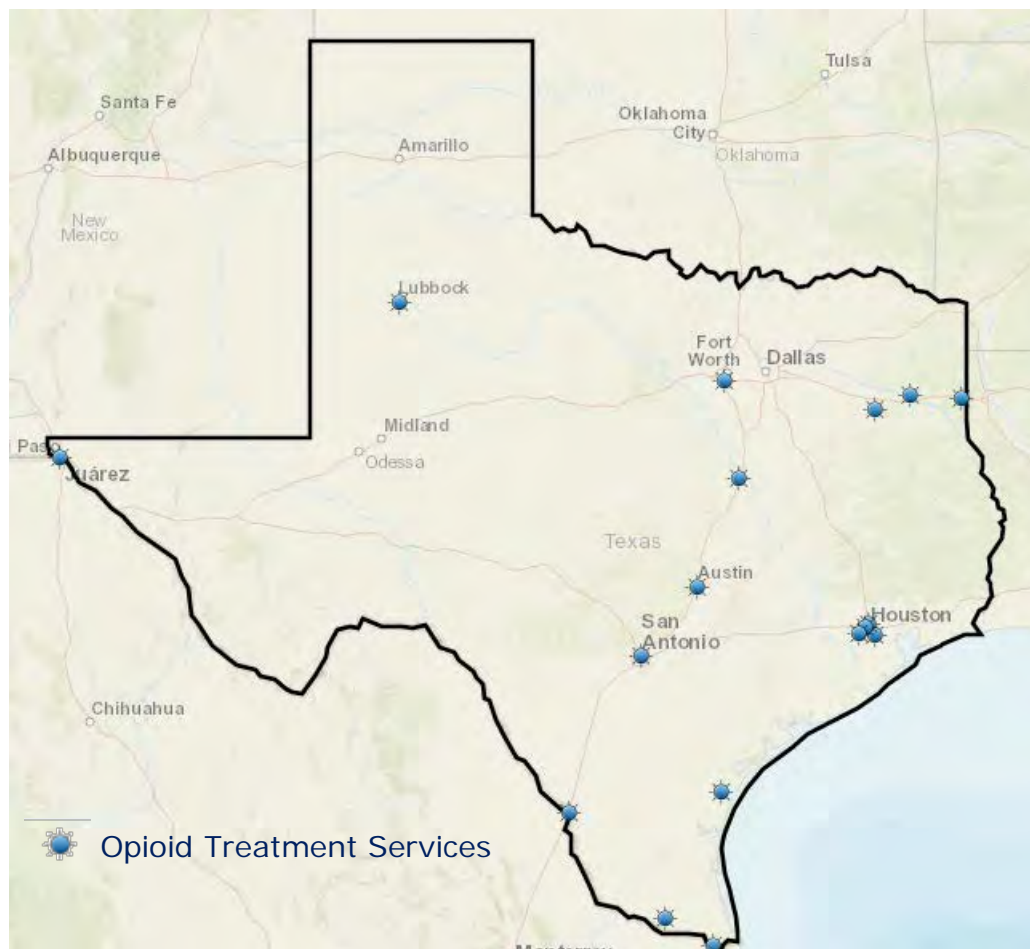 Tulsa
Santa Fe
Oklahoma
City
Albuquerque
Amarillo
Oklahoma
New
Mexico
Lubbock
Fort
Worth
Dallas
Midland
Odessa
Juárez
Texas
Austin
San
Antonio
Houston
Chihuahua
Opioid Treatment Services